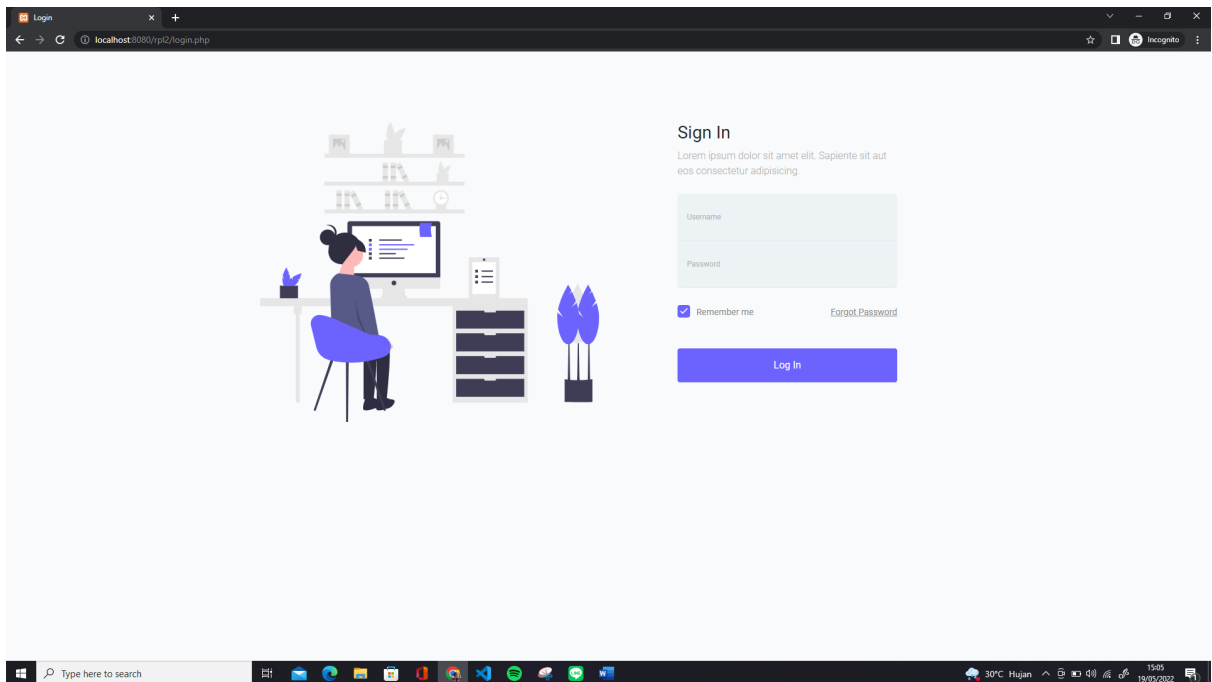 Login
localhost:8080/rpl2/login.php
Incognito
Sign In
Lorem ipsum dolor sit amet elit. Sapiente sit aut
eos consectetur adipisicing.
Username
Password
Remember me
Forgot Password
Log In
Type here to search
30°C Hujan
15:05
19/05/2022